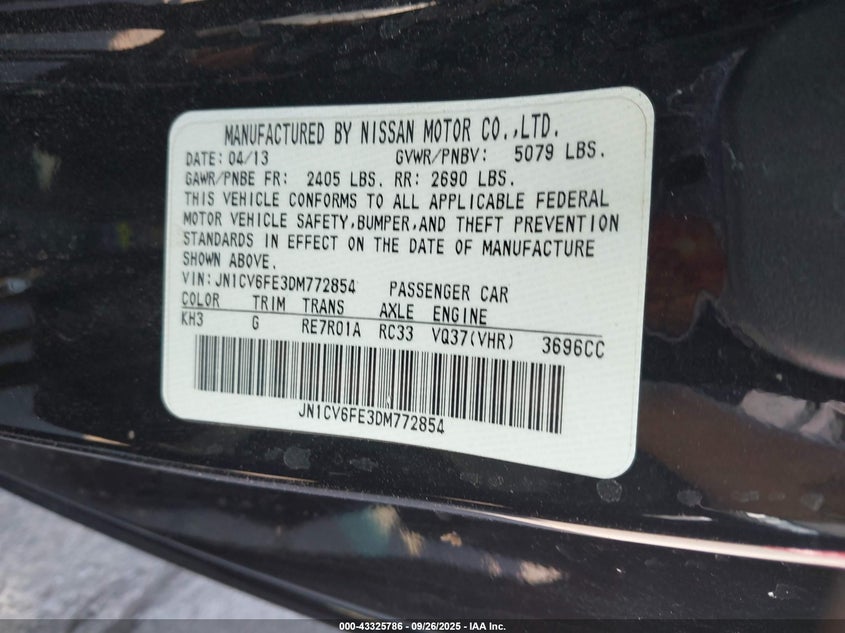 MANUFACTURED BY NISSAN MOTOR CO.,LTD.
DATE: 04/13 GVWR/PNBV: 5079 LBS.
GAWR/PNBE FR: 2405 LBS. RR: 2690 LBS.
THIS VEHICLE CONFORMS TO ALL APPLICABLE FEDERAL
MOTOR VEHICLE SAFETY,BUMPER,AND THEFT PREVENTION
STANDARDS IN EFFECT ON THE DATE OF MANUFACTURE
SHOWN ABOVE.
VIN: JN1CV6FE3DM772854 PASSENGER CAR
COLOR TRIM TRANS AXLE ENGINE
KH3 G RE7R01A RC33 VQ37(VHR) 3696CC
JN1CV6FE3DM772854
000-43325786 - 09/26/2025 - IAA Inc.